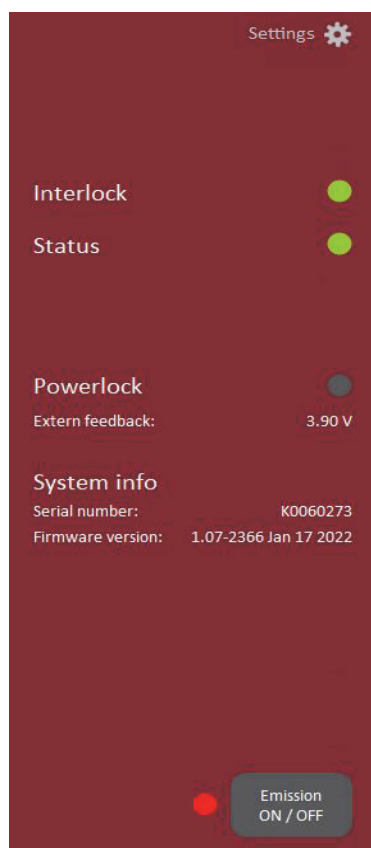 Settings
Interlock
Status
Powerlock
Extern feedback: 3.90 V
System info
Serial number: K0060273
Firmware version: 1.07-2366 Jan 17 2022
Emission
ON / OFF